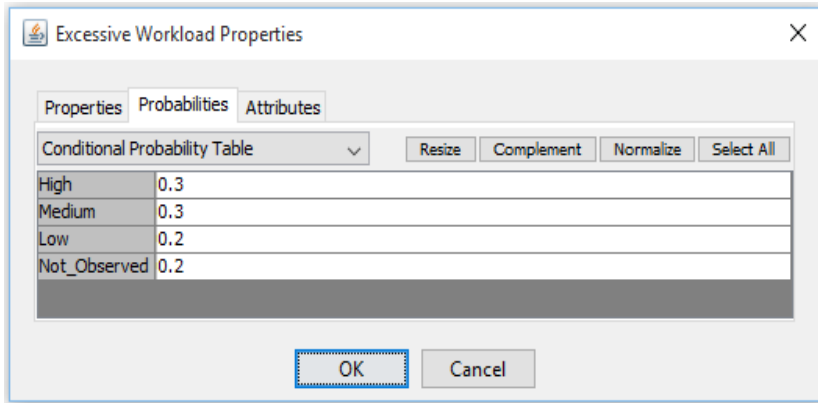 Excessive Workload Properties
Properties Probabilities Attributes
Conditional Probability Table Resize Complement Normalize Select All
High 0.3
Medium 0.3
Low 0.2
Not_Observed 0.2
OK Cancel